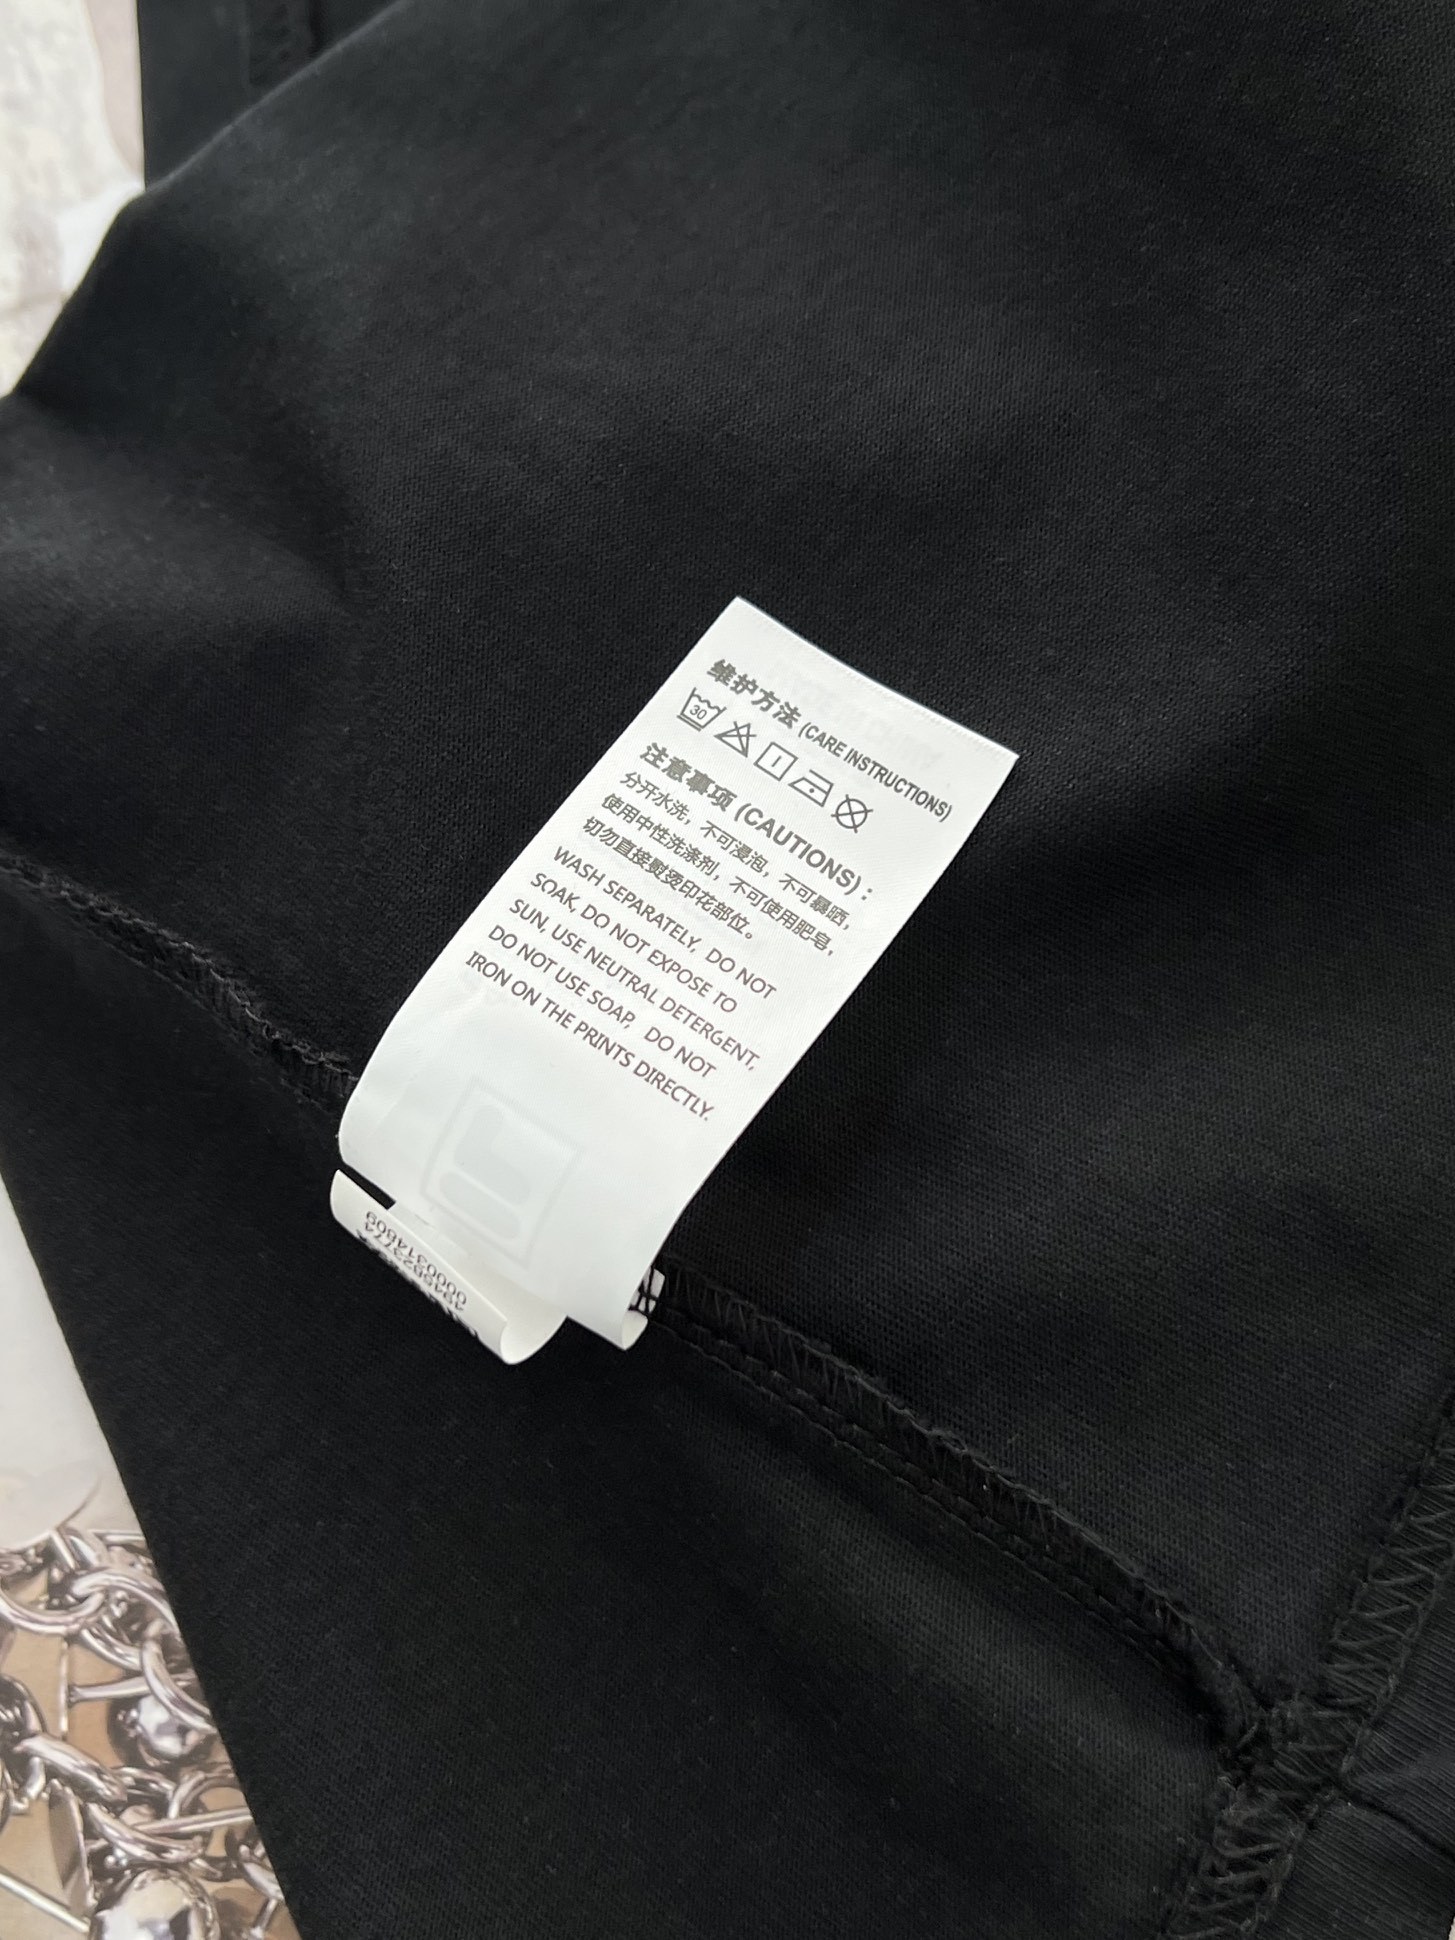 维护方法 (CARE INSTRUCTIONS)
30
注意事项 (CAUTIONS) :
分开水洗，不可浸泡，不可暴晒，
使用中性洗涤剂，不可使用肥皂，
切勿直接熨烫印花部位。
WASH SEPARATELY, DO NOT
SOAK, DO NOT EXPOSE TO
SUN, USE NEUTRAL DETERGENT,
DO NOT USE SOAP, DO NOT
IRON ON THE PRINTS DIRECTLY.
0000314809